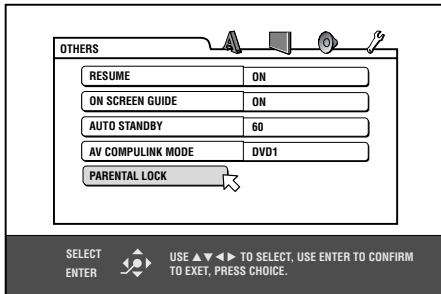 OTHERS
RESUME ON
ON SCREEN GUIDE ON
AUTO STANDBY 60
AV COMPULINK MODE DVD1
PARENTAL LOCK
SELECT
ENTER
USE ▲▼◀▶ TO SELECT, USE ENTER TO CONFIRM
TO EXET, PRESS CHOICE.